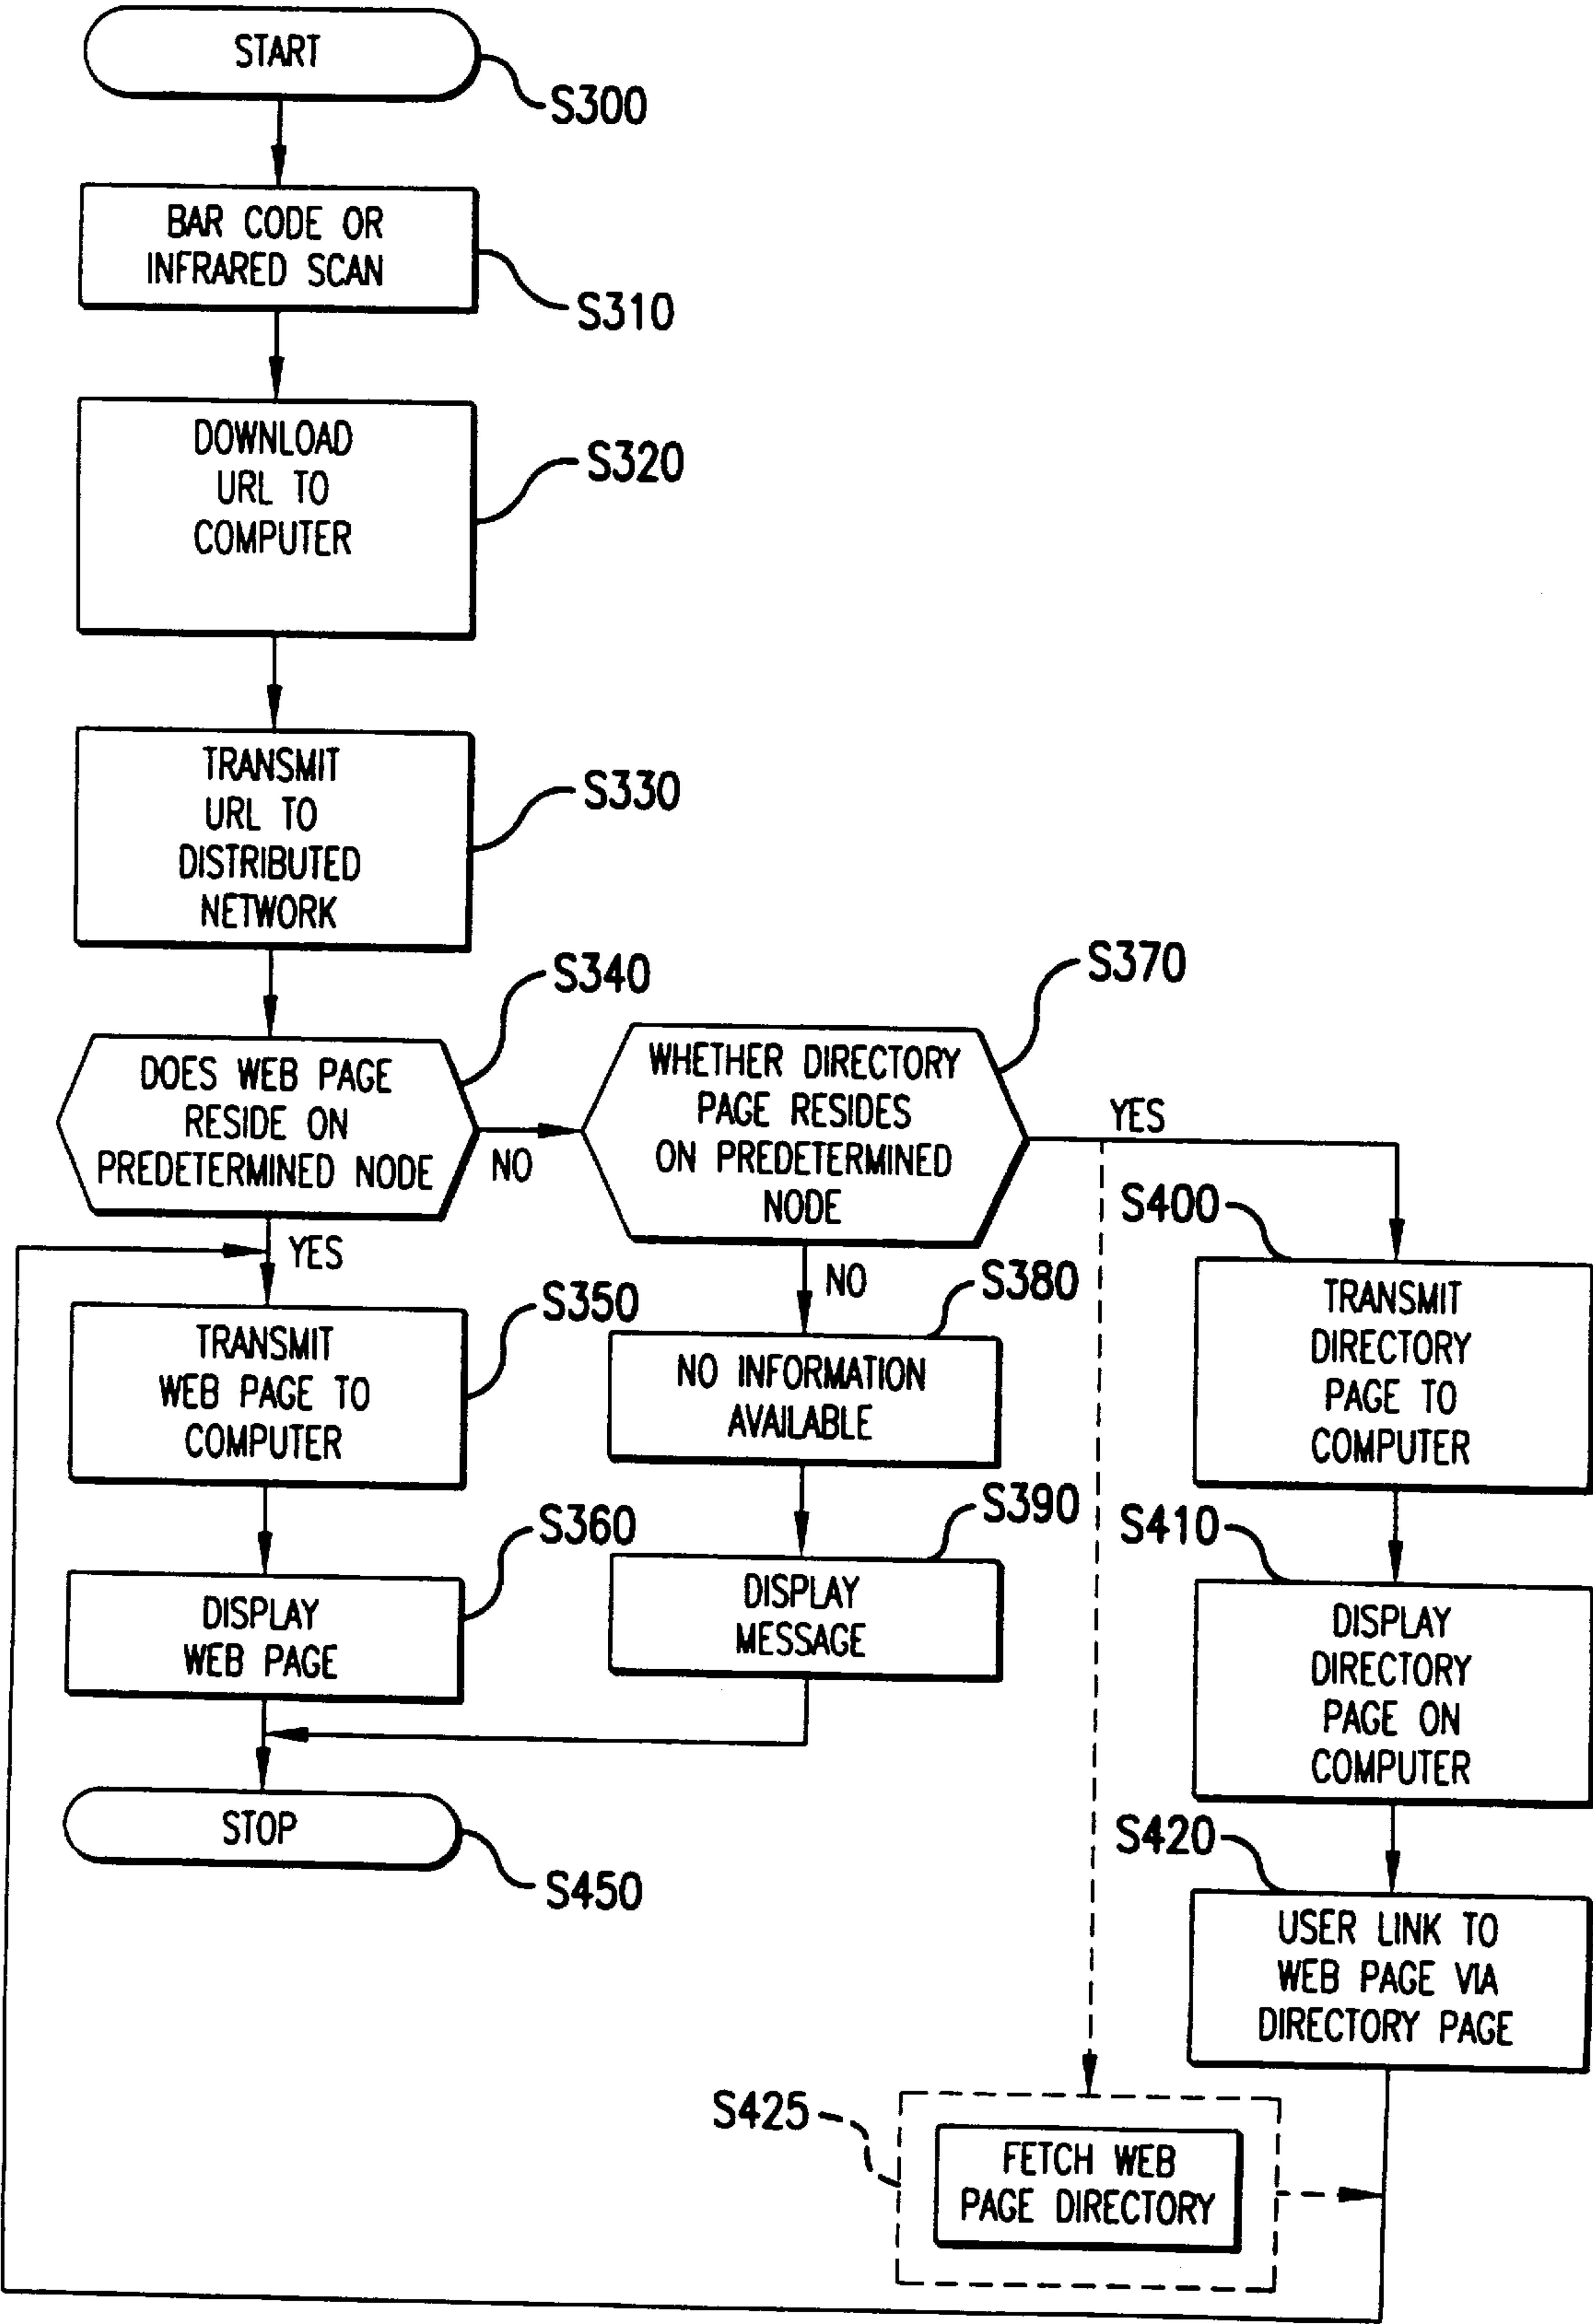 START
S300
BAR CODE OR
INFRARED SCAN
S310
DOWNLOAD
URL TO
COMPUTER
S320
TRANSMIT
URL TO
DISTRIBUTED
NETWORK
S330
DOES WEB PAGE
RESIDE ON
PREDETERMINED NODE
S340
NO
YES
WHETHER DIRECTORY
PAGE RESIDES
ON PREDETERMINED
NODE
S370
YES
NO
TRANSMIT
WEB PAGE TO
COMPUTER
S350
NO INFORMATION
AVAILABLE
S380
S400
TRANSMIT
DIRECTORY
PAGE TO
COMPUTER
DISPLAY
WEB PAGE
S360
DISPLAY
MESSAGE
S390
S410
DISPLAY
DIRECTORY
PAGE ON
COMPUTER
STOP
S450
S420
USER LINK TO
WEB PAGE VIA
DIRECTORY PAGE
S425
FETCH WEB
PAGE DIRECTORY